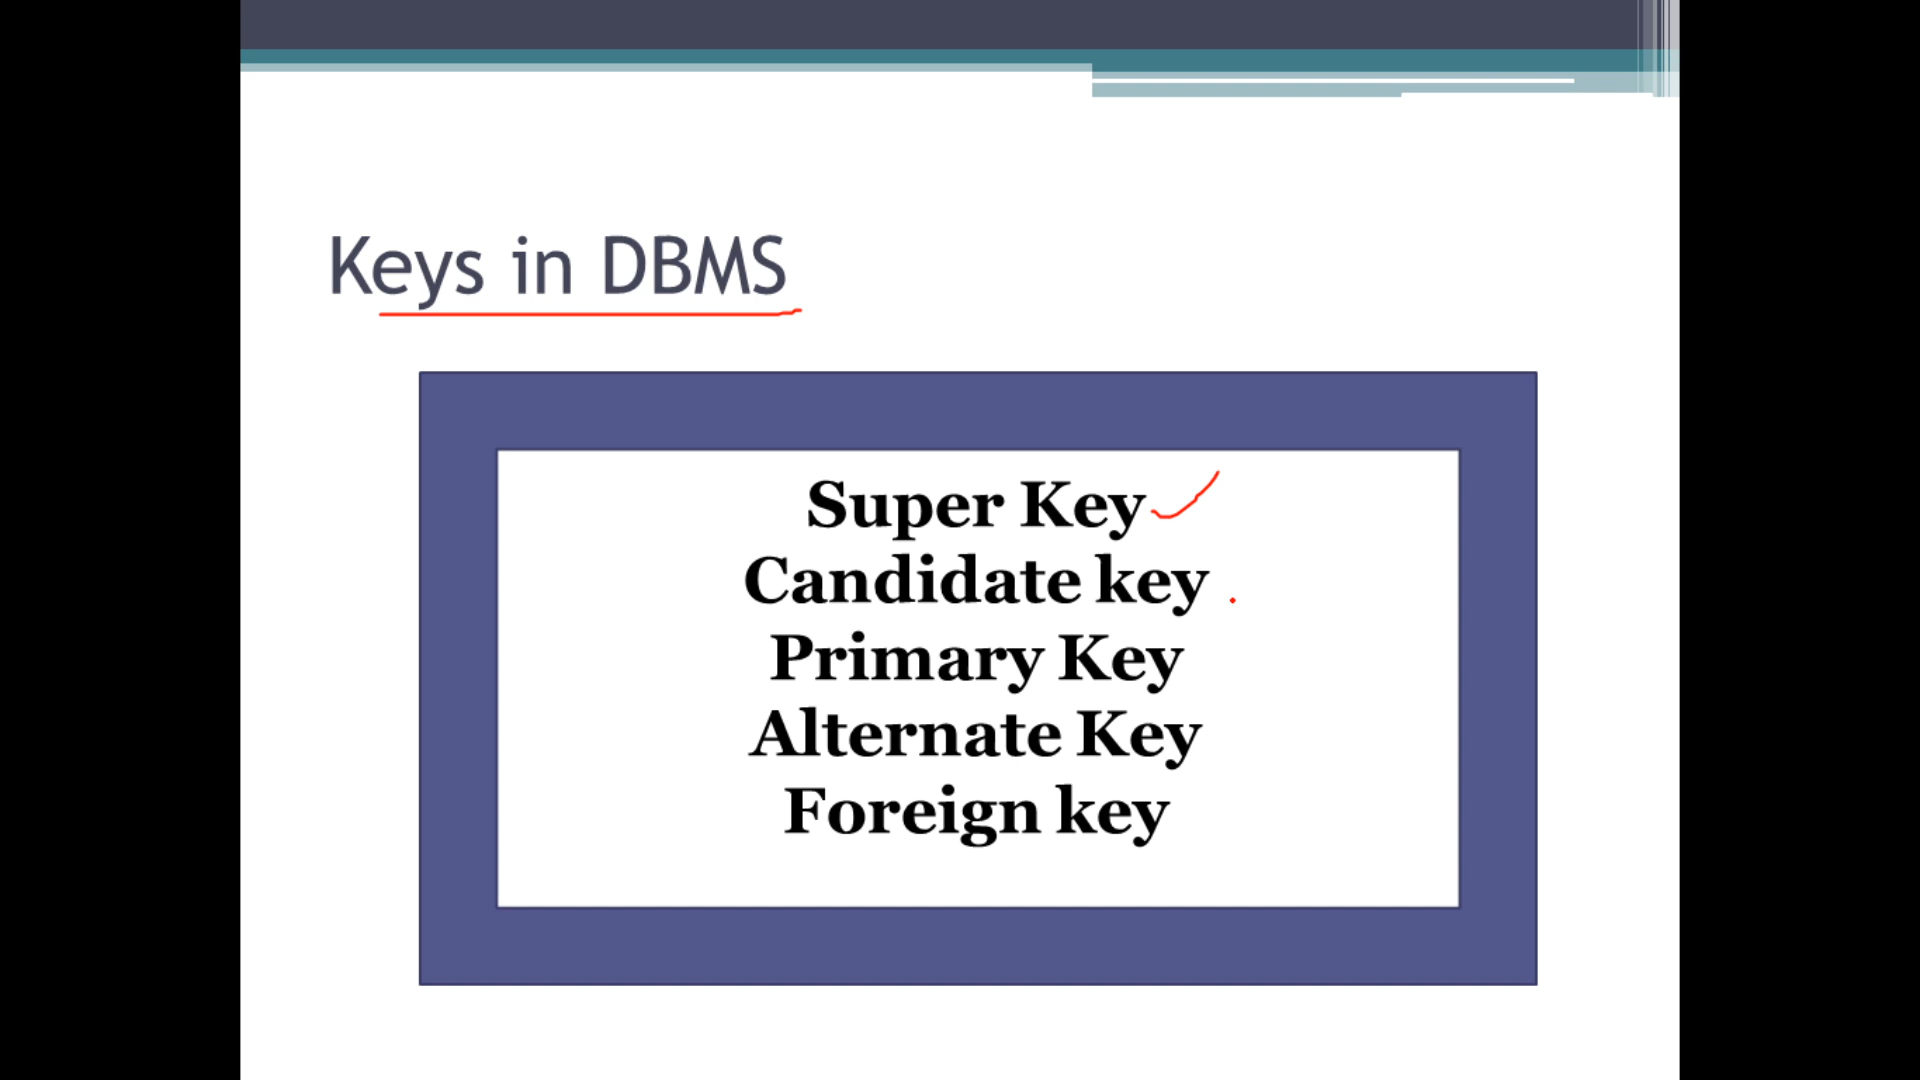 Keys in DBMS
Super Key
Candidate key
Primary Key
Alternate Key
Foreign key